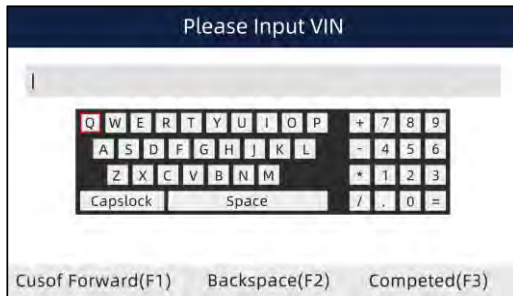 Please Input VIN
Q W E R T Y U I O P + 7 8 9
A S D F G H J K L - 4 5 6
Z X C V B N M * 1 2 3
Capslock Space / . 0 =
Cusof Forward(F1) Backspace(F2) Competed(F3)